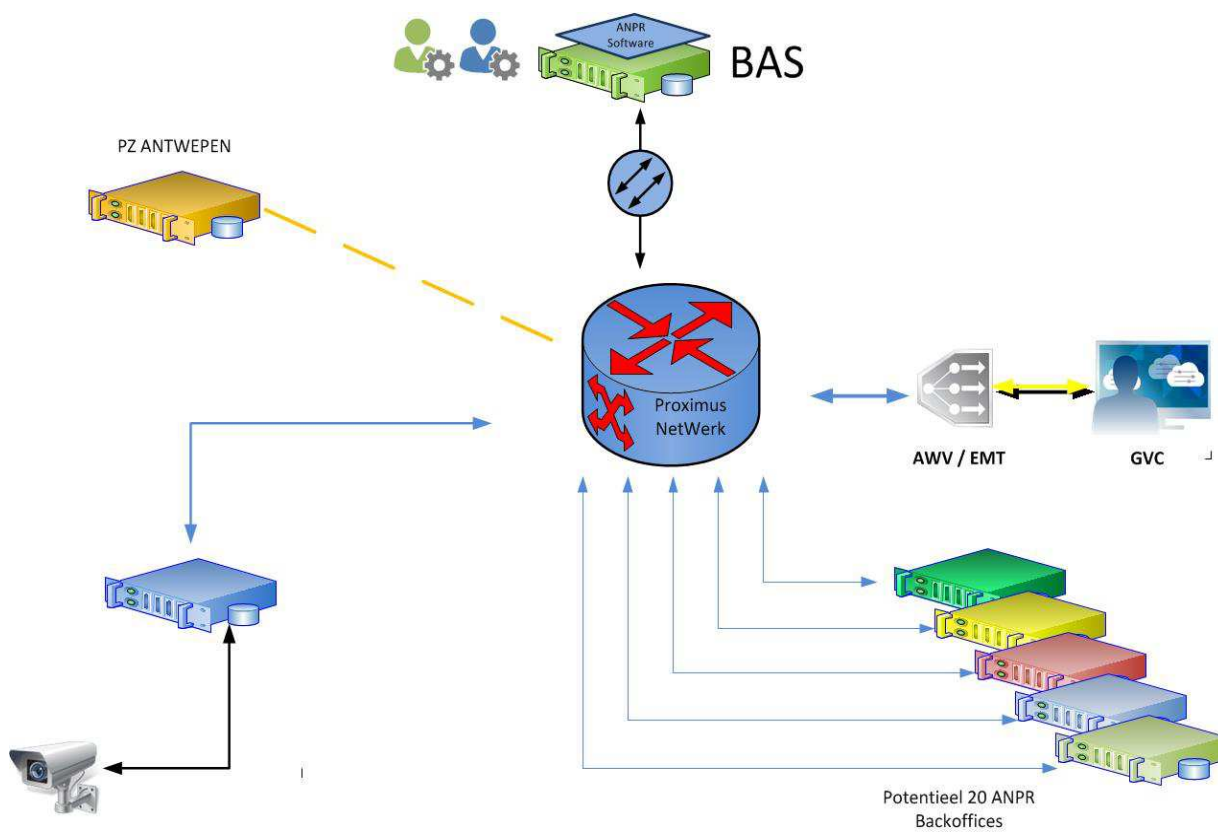 ANPR
Software
BAS
PZ ANTWEPEN
Proximus
NetWerk
AWV / EMT
GVC
Potentieel 20 ANPR
Backoffices